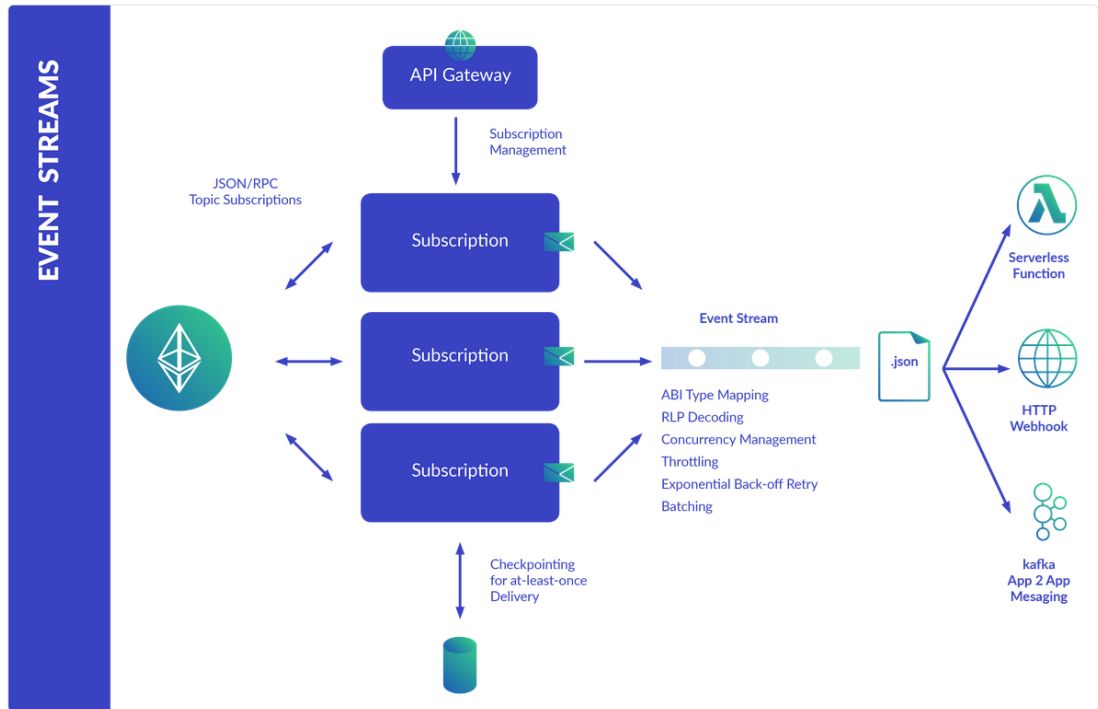 EVENT STREAMS
API Gateway
Subscription
Management
JSON/RPC
Topic Subscriptions
Subscription
Subscription
Subscription
Checkpointing
for at-least-once
Delivery
Event Stream
ABI Type Mapping
RLP Decoding
Concurrency Management
Throttling
Exponential Back-off Retry
Batching
.json
Serverless
Function
HTTP
Webhook
kafka
App 2 App
Mesaging